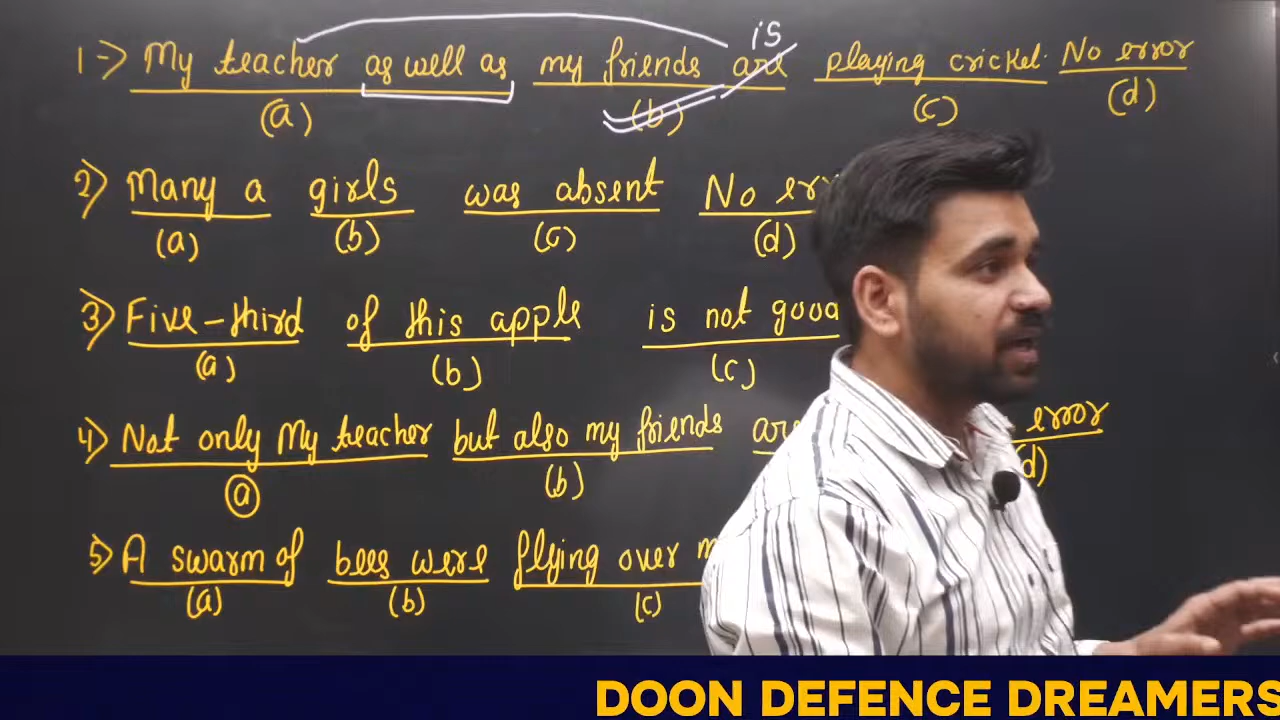 is
1-> My teacher as well as my friends are playing cricket. No error
(a) (b) (c) (d)
2) Many a girls was absent No
(a) (b) (c) (d)
3) Five-third of this apple is not good
(a) (b) (c)
4) Not only My teacher but also my friends are error
(a) (b) (d)
5) A swarm of bees were flying over
(a) (b) (c)
DOON DEFENCE DREAMERS